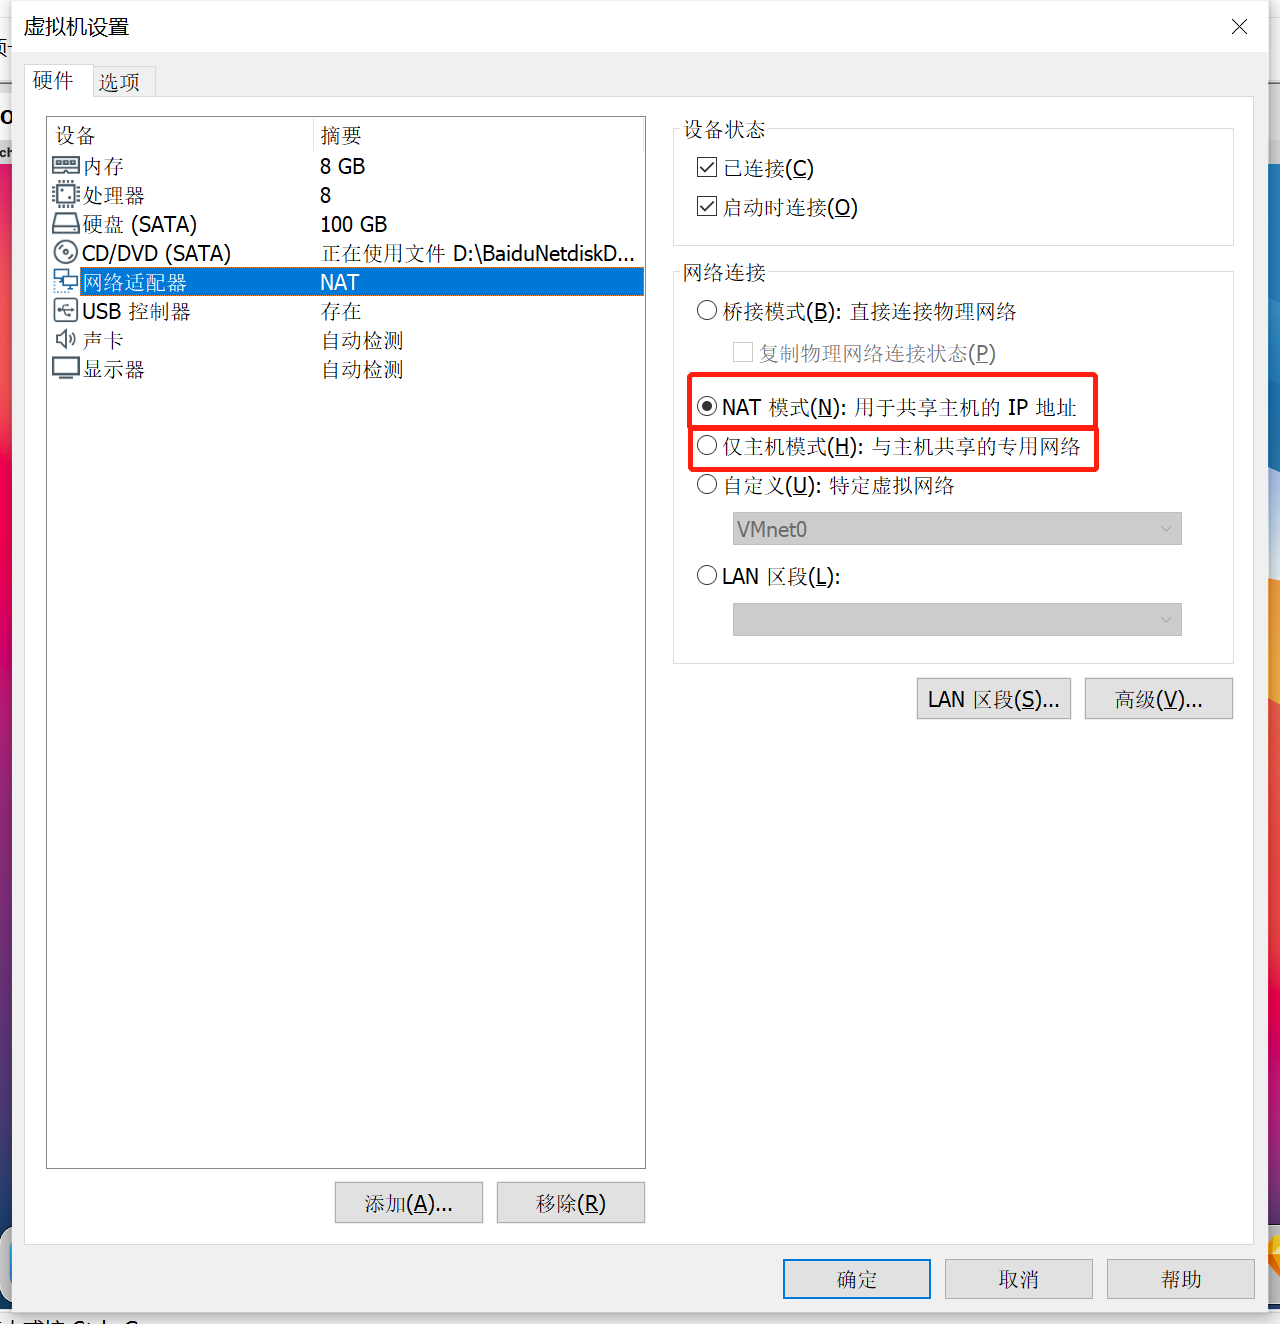 虚拟机设置
硬件 选项
设备 摘要
内存 8 GB
处理器 8
硬盘 (SATA) 100 GB
CD/DVD (SATA) 正在使用文件 D:\BaiduNetdiskD...
网络适配器 NAT
USB 控制器 存在
声卡 自动检测
显示器 自动检测
添加(A)... 移除(R)
设备状态
已连接(C)
启动时连接(O)
网络连接
桥接模式(B): 直接连接物理网络
复制物理网络连接状态(P)
NAT 模式(N): 用于共享主机的 IP 地址
仅主机模式(H): 与主机共享的专用网络
自定义(U): 特定虚拟网络
VMnet0
LAN 区段(L):
LAN 区段(S)... 高级(V)...
确定 取消 帮助